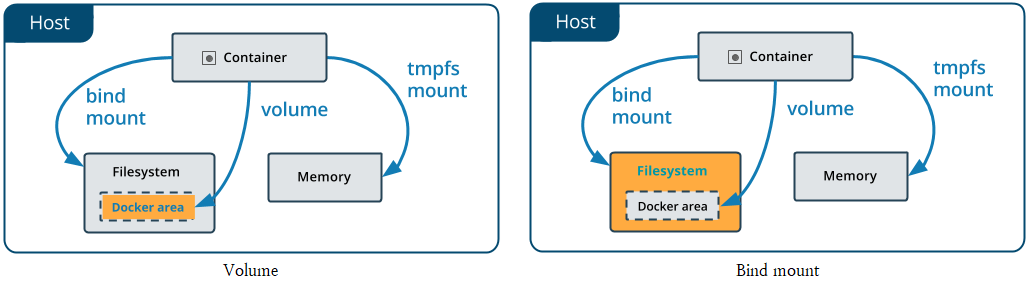 Host
Container
bind
mount
volume
tmpfs
mount
Filesystem
Docker area
Memory
Volume
Host
Container
bind
mount
volume
tmpfs
mount
Filesystem
Docker area
Memory
Bind mount